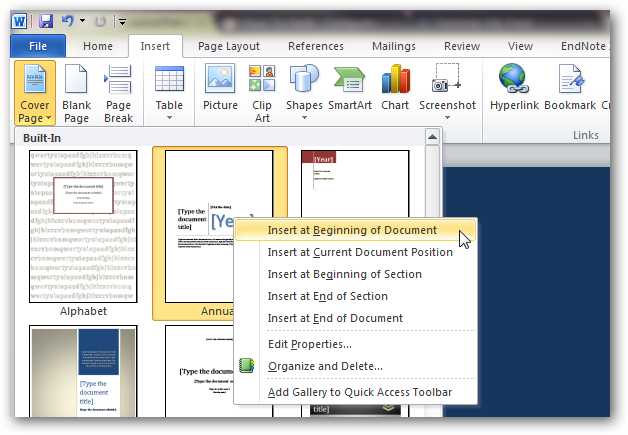 W
File Home Insert Page Layout References Mailings Review View EndNote
Cover Page Blank Page Page Break Table Picture Clip Art Shapes SmartArt Chart Screenshot Hyperlink Bookmark
Links
Built-In
[Type the document title]
[Type the document title]
[Year]
[Year]
Insert at Beginning of Document
Insert at Current Document Position
Insert at Beginning of Section
Insert at End of Section
Alphabet
Annua
Insert at End of Document
Edit Properties...
[Type the document title]
[Type the document title]
Organize and Delete...
Add Gallery to Quick Access Toolbar
title]